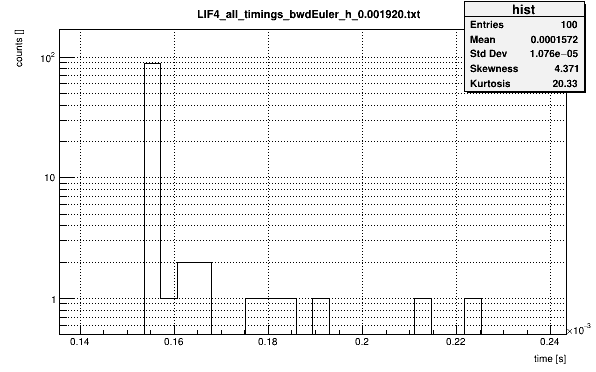 LIF4_all_timings_bwdEuler_h_0.001920.txt
hist
Entries 100
Mean 0.0001572
Std Dev 1.076e−05
Skewness 4.371
Kurtosis 20.33
counts []
10²
10
1
0.14 0.16 0.18 0.2 0.22 0.24
×10⁻³
time [s]